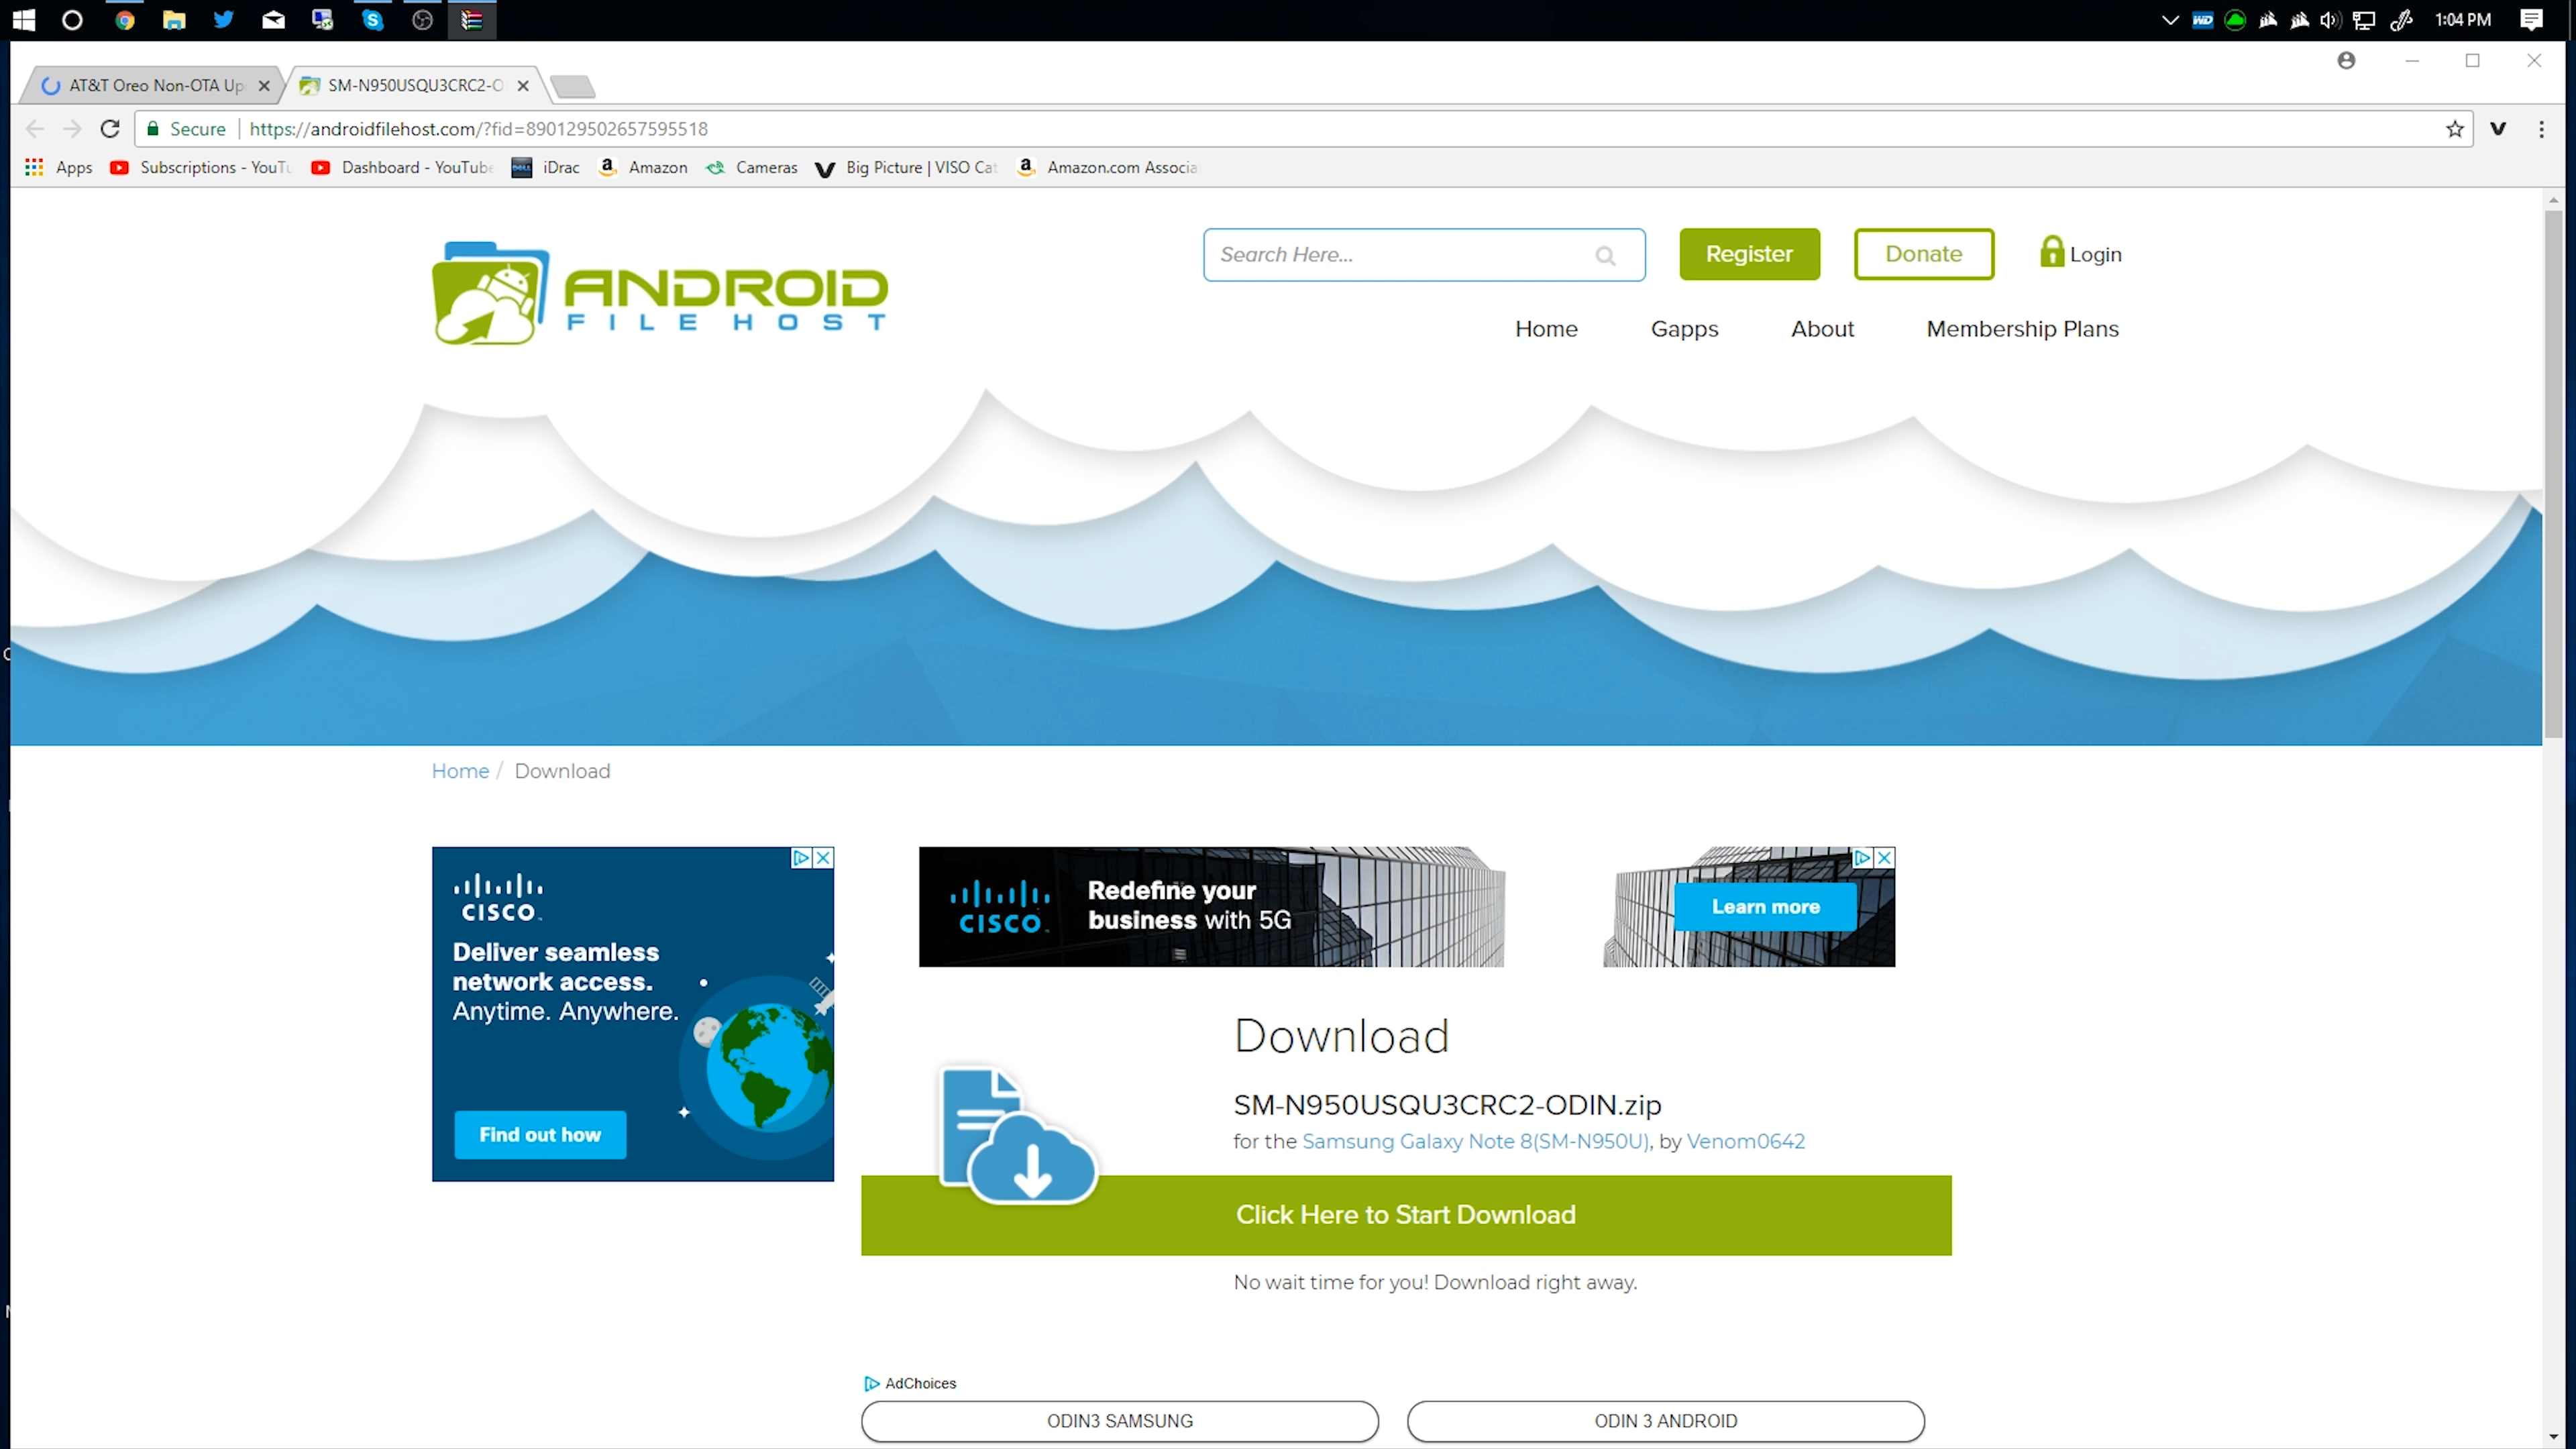 WD
1:04 PM
AT&T Oreo Non-OTA Up
SM-N950USQU3CRC2-O
Secure
https://androidfilehost.com/?fid=890129502657595518
Apps
Subscriptions - YouTu
Dashboard - YouTube
DELL
iDrac
Amazon
Cameras
Big Picture | VISO Cat
Amazon.com Associa
ANDROID
FILE HOST
Search Here...
Register
Donate
Login
Home
Gapps
About
Membership Plans
Home / Download
CISCO
Deliver seamless
network access.
Anytime. Anywhere.
Find out how
CISCO
Redefine your
business with 5G
Learn more
Download
SM-N950USQU3CRC2-ODIN.zip
for the Samsung Galaxy Note 8(SM-N950U), by Venom0642
Click Here to Start Download
No wait time for you! Download right away.
AdChoices
ODIN3 SAMSUNG
ODIN 3 ANDROID